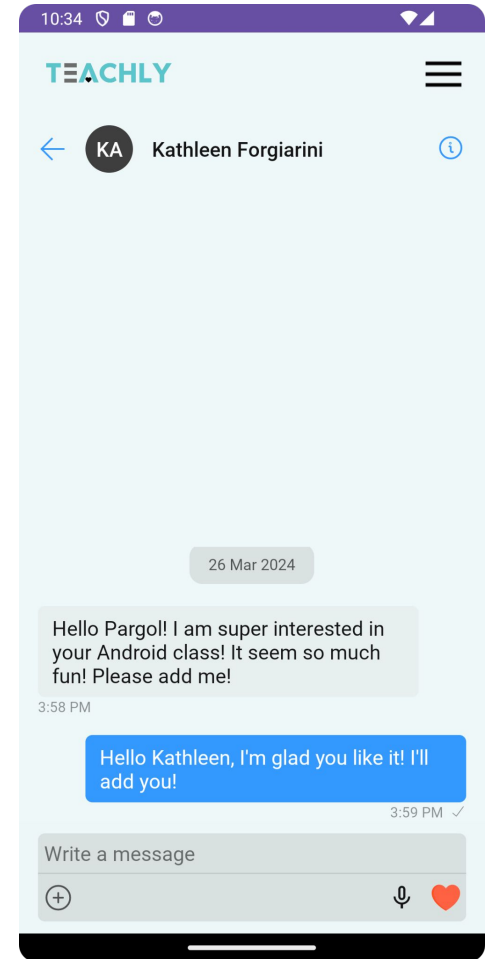 10:34
TEACHLY
KA Kathleen Forgiarini
26 Mar 2024
Hello Pargol! I am super interested in
your Android class! It seem so much
fun! Please add me!
3:58 PM
Hello Kathleen, I'm glad you like it! I'll
add you!
3:59 PM
Write a message